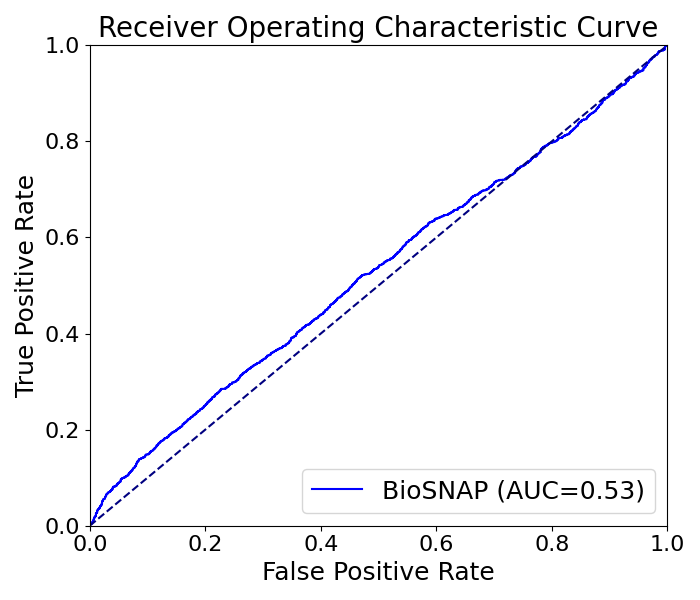 Receiver Operating Characteristic Curve
True Positive Rate
1.0
0.8
0.6
0.4
0.2
0.0
BioSNAP (AUC=0.53)
0.0 0.2 0.4 0.6 0.8 1.0
False Positive Rate